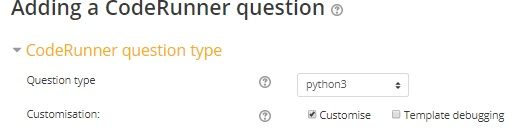 Adding a CodeRunner question
CodeRunner question type
Question type python3
Customisation: Customise Template debugging